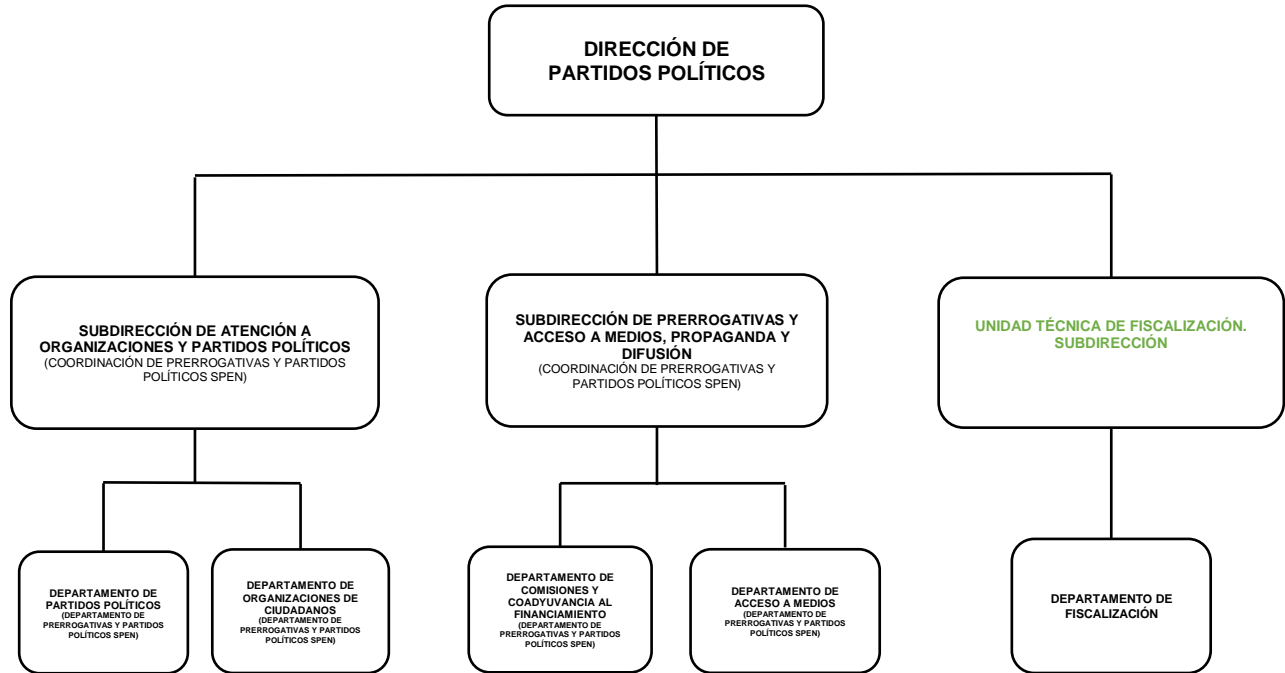 DIRECCIÓN DE
PARTIDOS POLÍTICOS
SUBDIRECCIÓN DE ATENCIÓN A
ORGANIZACIONES Y PARTIDOS POLÍTICOS
(COORDINACIÓN DE PRERROGATIVAS Y PARTIDOS
POLÍTICOS SPEN)
SUBDIRECCIÓN DE PRERROGATIVAS Y
ACCESO A MEDIOS, PROPAGANDA Y
DIFUSIÓN
(COORDINACIÓN DE PRERROGATIVAS Y
PARTIDOS POLÍTICOS SPEN)
UNIDAD TÉCNICA DE FISCALIZACIÓN.
SUBDIRECCIÓN
DEPARTAMENTO DE
PARTIDOS POLÍTICOS
(DEPARTAMENTO DE
PRERROGATIVAS Y PARTIDOS
POLÍTICOS SPEN)
DEPARTAMENTO DE
ORGANIZACIONES DE
CIUDADANOS
(DEPARTAMENTO DE
PRERROGATIVAS Y PARTIDOS
POLÍTICOS SPEN)
DEPARTAMENTO DE
COMISIONES Y
COADYUVANCIA AL
FINANCIAMIENTO
(DEPARTAMENTO DE
PRERROGATIVAS Y PARTIDOS
POLÍTICOS SPEN)
DEPARTAMENTO DE
ACCESO A MEDIOS
(DEPARTAMENTO DE
PRERROGATIVAS Y PARTIDOS
POLÍTICOS SPEN)
DEPARTAMENTO DE
FISCALIZACIÓN